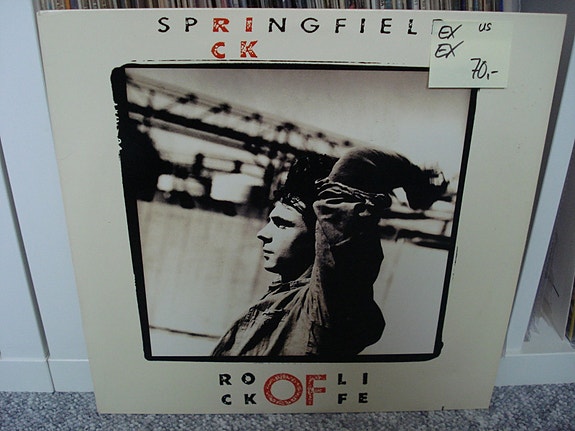 SPRINGFIEL
CK
EX US
EX
70,-
RO OF LI
CK FE